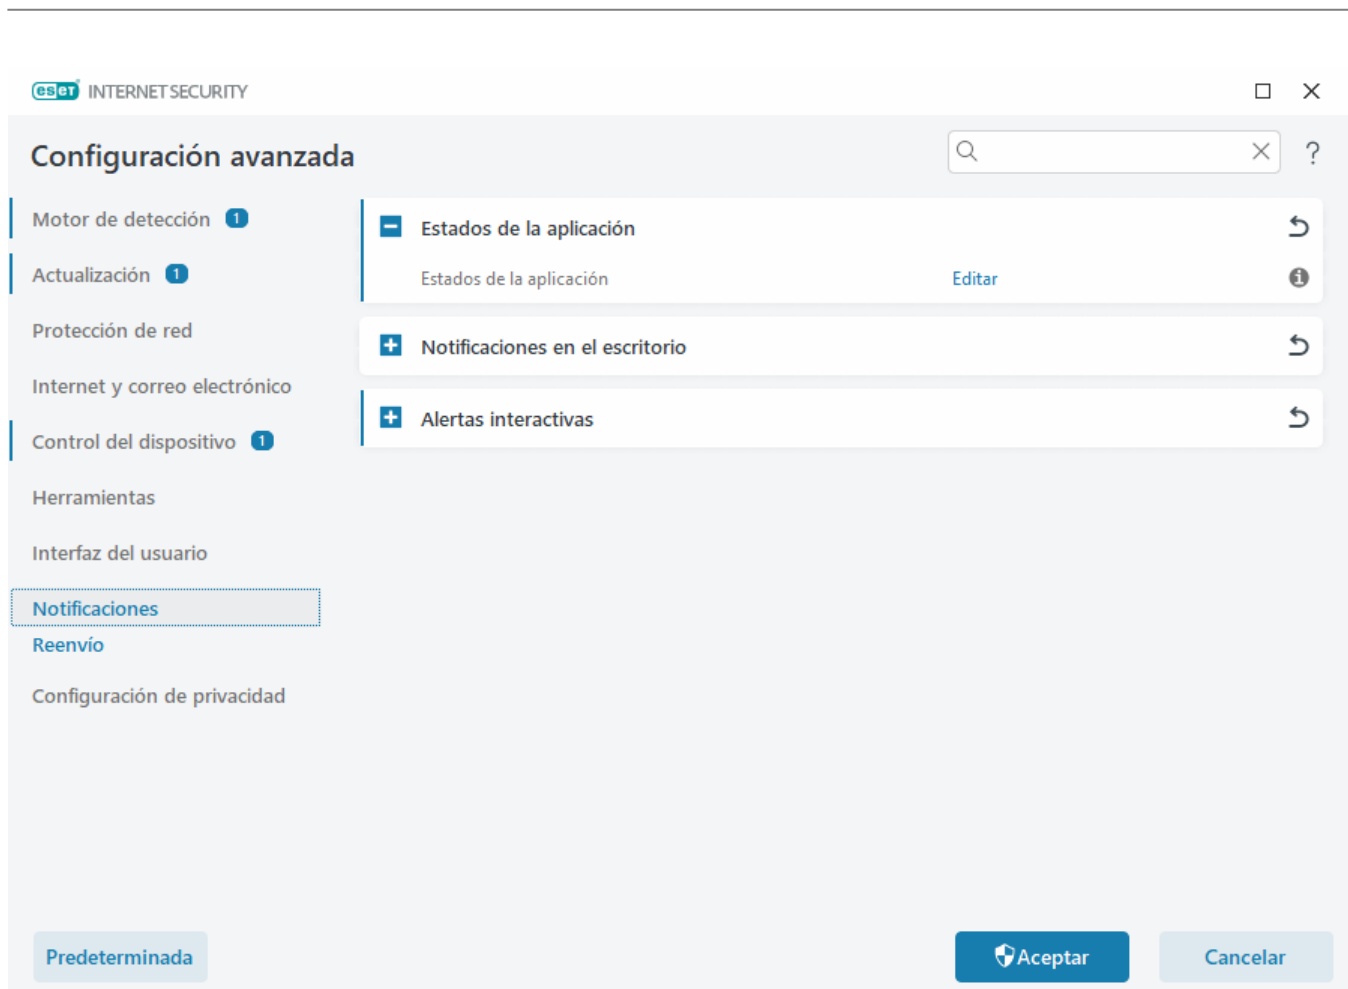 eset INTERNET SECURITY
Configuración avanzada
?
Motor de detección 1
Actualización 1
Protección de red
Internet y correo electrónico
Control del dispositivo 1
Herramientas
Interfaz del usuario
Notificaciones
Reenvío
Configuración de privacidad
Estados de la aplicación
Estados de la aplicación Editar
Notificaciones en el escritorio
Alertas interactivas
Predeterminada
Aceptar
Cancelar